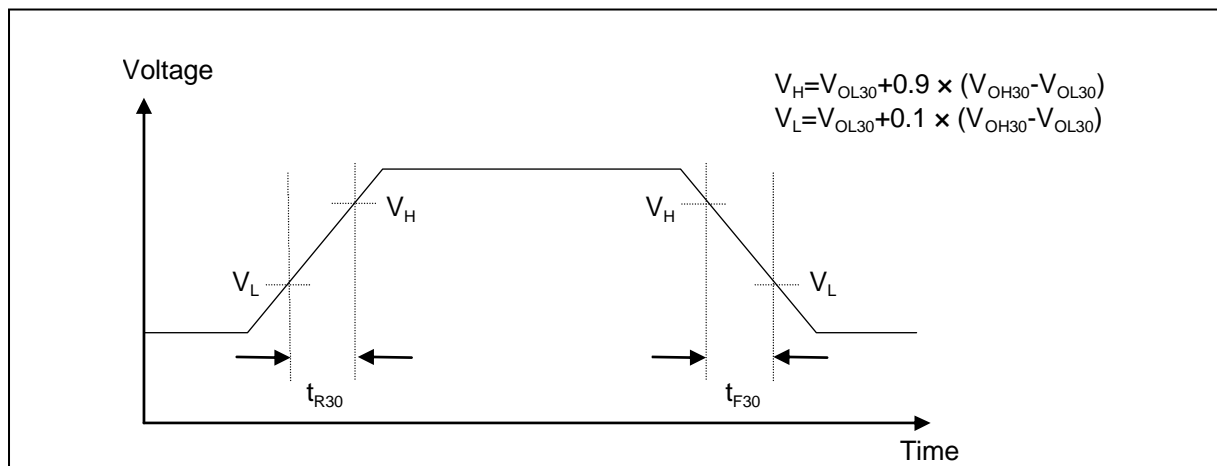 Voltage
V_H=V_OL30+0.9 × (V_OH30-V_OL30)
V_L=V_OL30+0.1 × (V_OH30-V_OL30)
V_H
V_H
V_L
V_L
t_R30
t_F30
Time